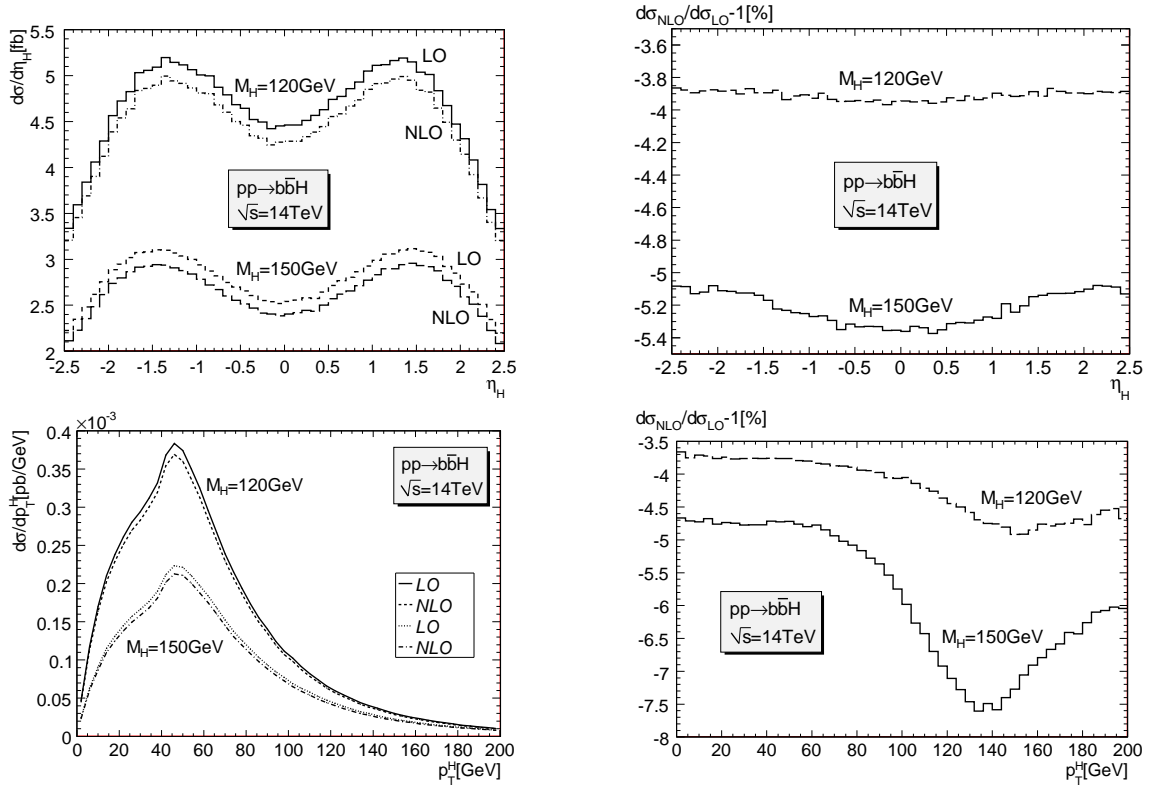 dσ/dη_H[fb]
5.5
5
4.5
4
3.5
3
2.5
2
LO
M_H=120GeV
NLO
pp→bb̅H
√s=14TeV
LO
M_H=150GeV
NLO
-2.5 -2 -1.5 -1 -0.5 0 0.5 1 1.5 2 2.5
η_H
dσ_NLO/dσ_LO-1[%]
-3.6
-3.8
-4
-4.2
-4.4
-4.6
-4.8
-5
-5.2
-5.4
M_H=120GeV
pp→bb̅H
√s=14TeV
M_H=150GeV
-2.5 -2 -1.5 -1 -0.5 0 0.5 1 1.5 2 2.5
η_H
×10^-3
dσ/dp_T^H[pb/GeV]
0.4
0.35
0.3
0.25
0.2
0.15
0.1
0.05
0
pp→bb̅H
√s=14TeV
M_H=120GeV
LO
NLO
LO
NLO
M_H=150GeV
0 20 40 60 80 100 120 140 160 180 200
p_T^H[GeV]
dσ_NLO/dσ_LO-1[%]
-3.5
-4
-4.5
-5
-5.5
-6
-6.5
-7
-7.5
-8
M_H=120GeV
pp→bb̅H
√s=14TeV
M_H=150GeV
0 20 40 60 80 100 120 140 160 180 200
p_T^H[GeV]